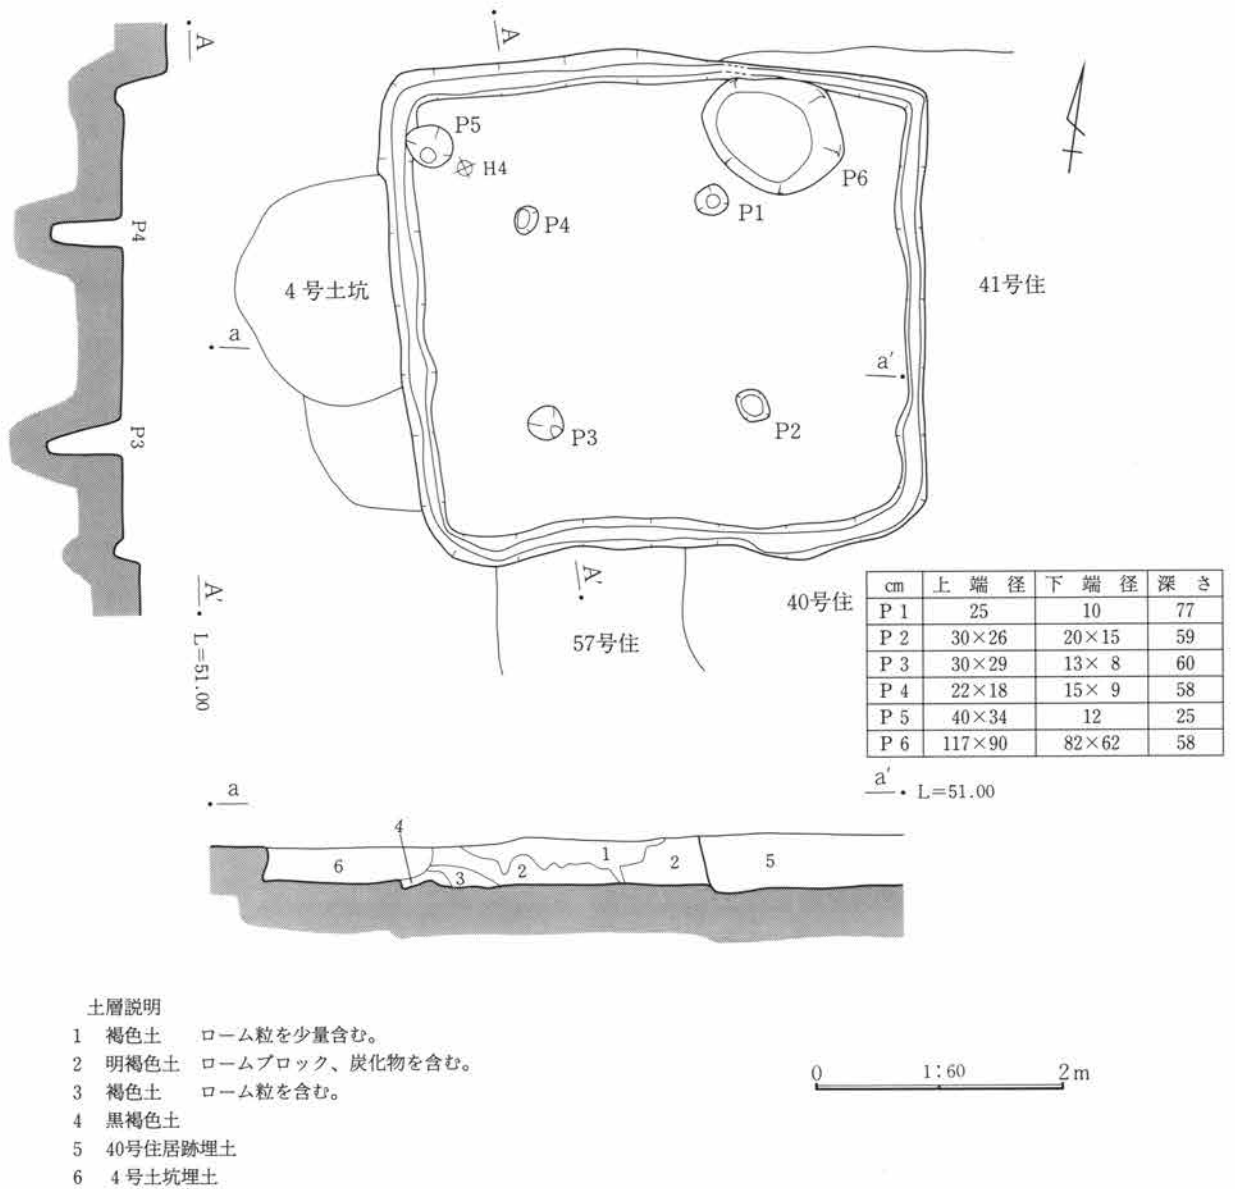 A
A
P5
H4
P6
P4
P1
P4
4号土坑
41号住
a
a′
P3
P3
P2
A′
A′
L=51.00
57号住
40号住
cm 上端径 下端径 深さ
P 1 25 10 77
P 2 30×26 20×15 59
P 3 30×29 13× 8 60
P 4 22×18 15× 9 58
P 5 40×34 12 25
P 6 117×90 82×62 58
a
a′ L=51.00
4
6
3
2
1
2
5
土層説明
1 褐色土 ローム粒を少量含む。
2 明褐色土 ロームブロック、炭化物を含む。
3 褐色土 ローム粒を含む。
4 黒褐色土
5 40号住居跡埋土
6 4号土坑埋土
0 1:60 2m